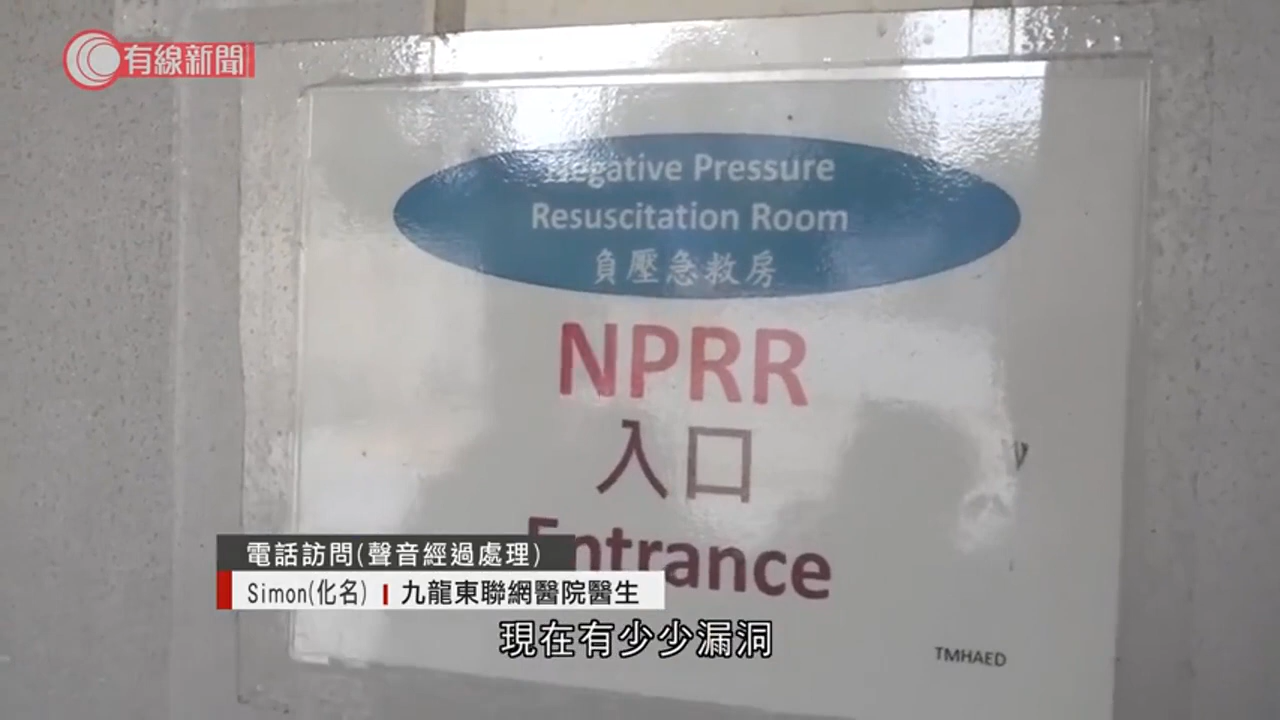 有線新聞
Negative Pressure
Resuscitation Room
負壓急救房
NPRR
入口
Entrance
電話訪問(聲音經過處理)
Simon(化名) 九龍東聯網醫院醫生
現在有少少漏洞
TMHAED